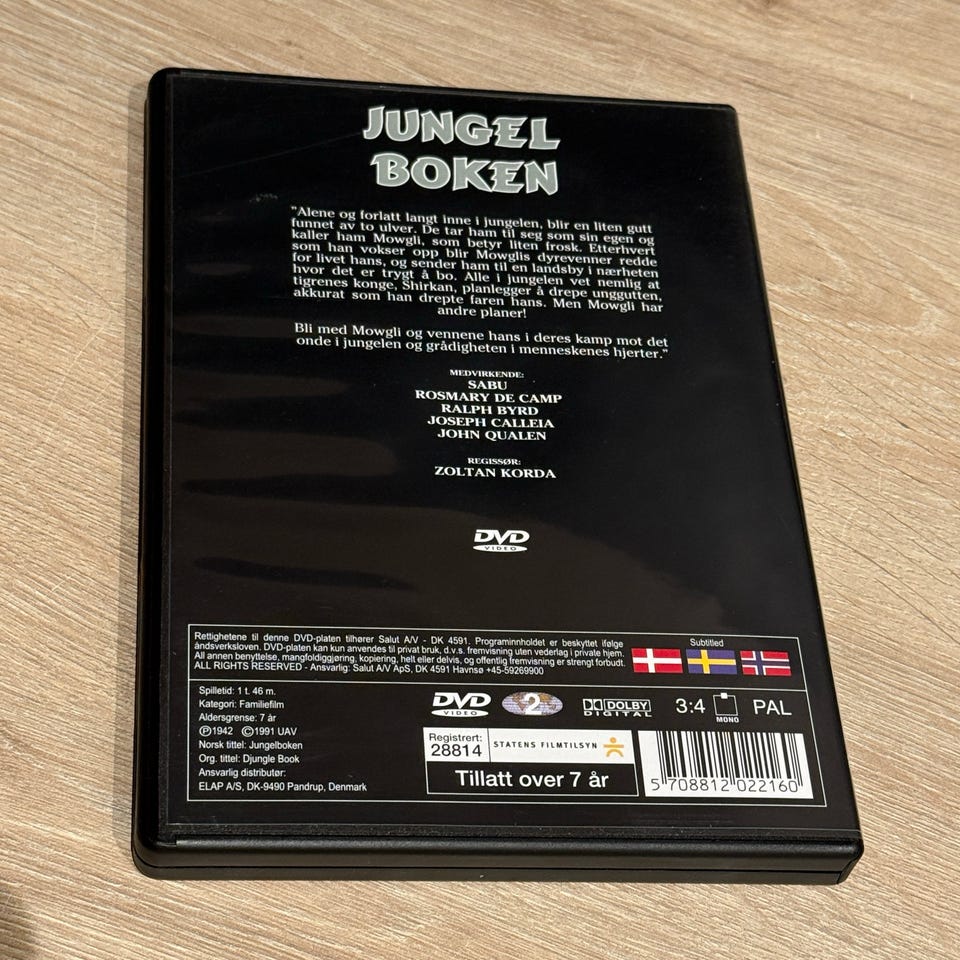 JUNGEL
BOKEN
"Alene og forlatt langt inne i jungelen, blir en liten gutt
funnet av to ulver. De tar ham til seg som sin egen og
kaller ham Mowgli, som betyr liten frosk. Etterhvert
som han vokser opp blir Mowglis dyrevenner redde
for livet hans, og sender ham til en landsby i nærheten
hvor det er trygt å bo. Alle i jungelen vet nemlig at
tigrenes konge, Shirkan, planlegger å drepe unggutten,
akkurat som han drepte faren hans. Men Mowgli har
andre planer!
Bli med Mowgli og vennene hans i deres kamp mot det
onde i jungelen og grådigheten i menneskenes hjerter."
MEDVIRKENDE:
SABU
ROSMARY DE CAMP
RALPH BYRD
JOSEPH CALLEIA
JOHN QUALEN
REGISSØR:
ZOLTAN KORDA
DVD
VIDEO
Rettighetene til denne DVD-platen tilhører Salut A/V - DK 4591. Programinnholdet er beskyttet ifølge
åndsverksloven. DVD-platen kan kun anvendes til privat bruk, d.v.s. fremvisning uten vederlag i private hjem.
All annen benyttelse, mangfoldiggjøring, kopiering, helt eller delvis, og offentlig fremvisning er strengt forbudt.
ALL RIGHTS RESERVED - Ansvarlig: Salut A/V ApS, DK 4591 Havnsø +45-59269900
Subtitled
Spilletid: 1 t. 46 m.
Kategori: Familiefilm
Aldersgrense: 7 år
Ⓟ1942 ©1991 UAV
Norsk tittel: Jungelboken
Org. tittel: Djungle Book
Ansvarlig distributør:
ELAP A/S, DK-9490 Pandrup, Denmark
DVD
VIDEO
2
DOLBY
DIGITAL
3:4
MONO
PAL
Registrert:
28814
STATENS FILMTILSYN
Tillatt over 7 år
5 708812 022160